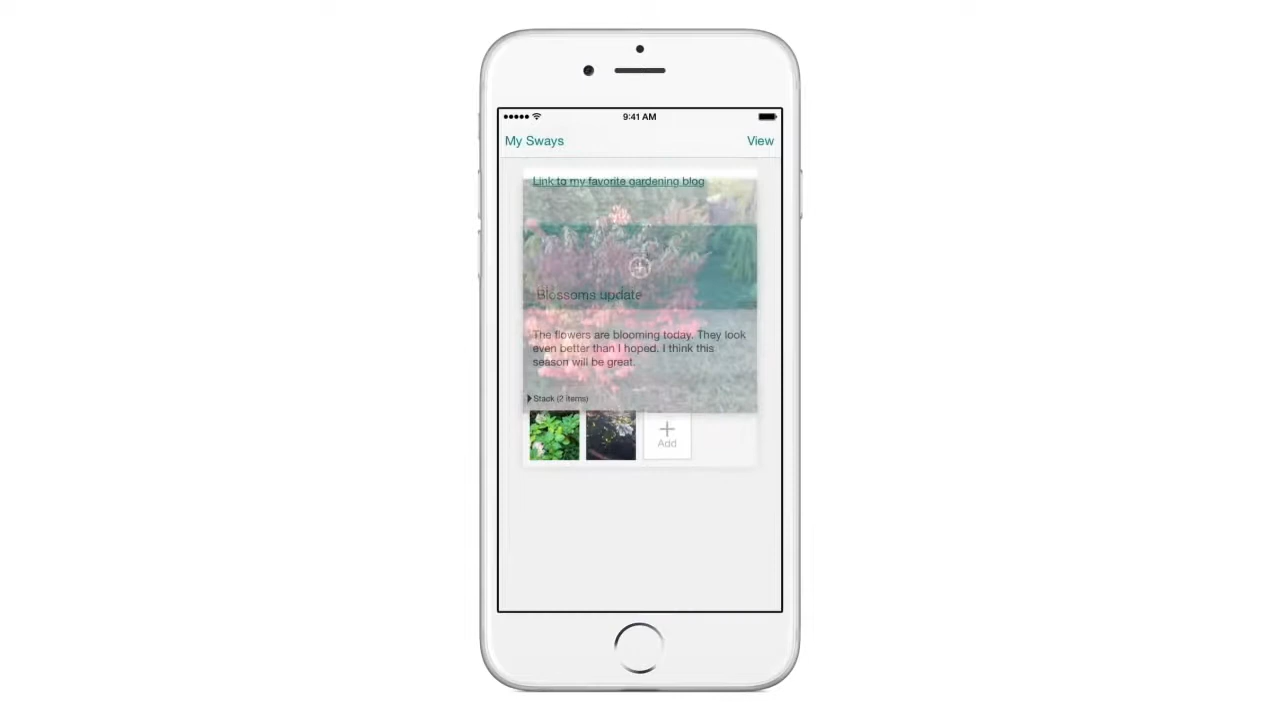 9:41 AM
My Sways
View
Link to my favorite gardening blog
Blossoms update
The flowers are blooming today. They look
even better than I hoped. I think this
season will be great.
Stack (2 items)
Add